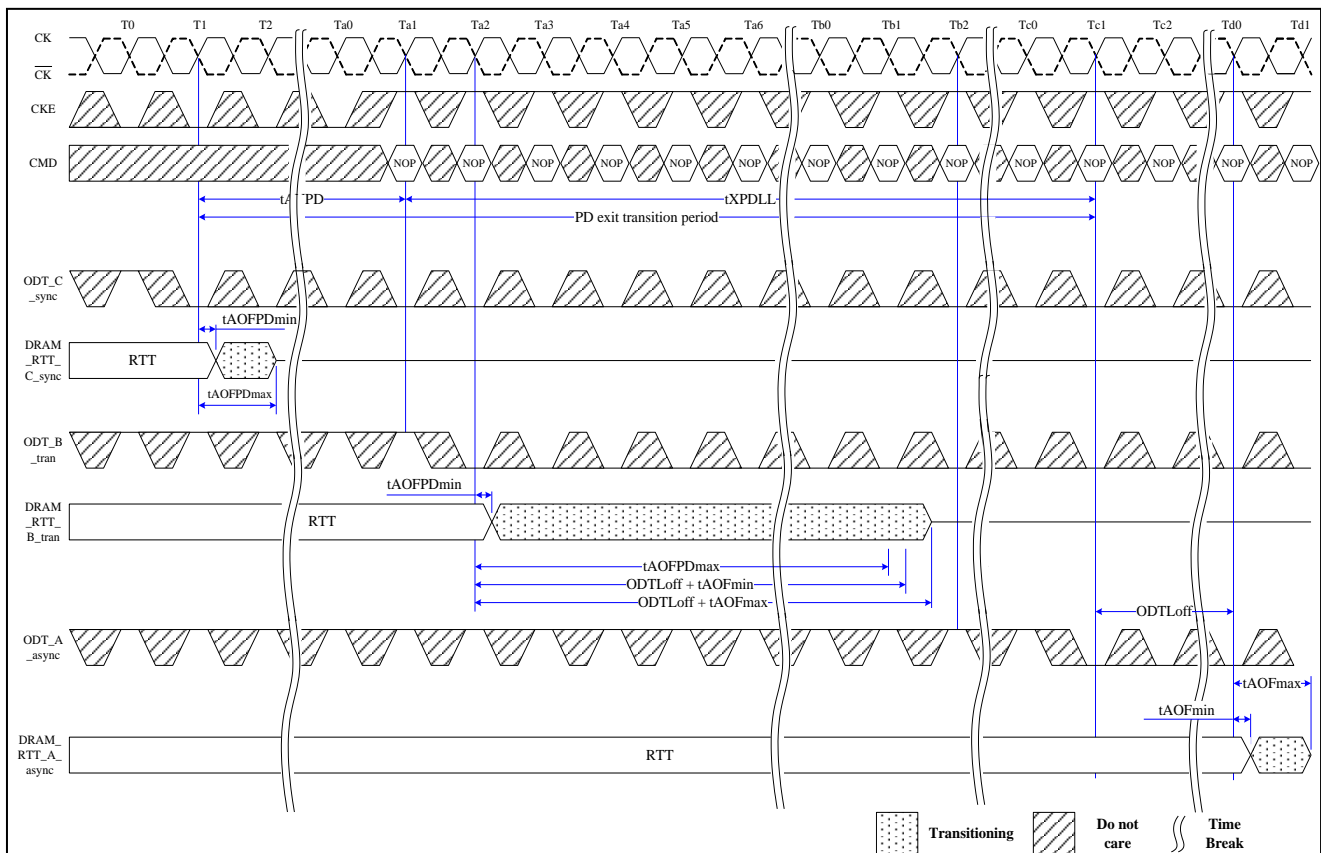 T0 T1 T2 Ta0 Ta1 Ta2 Ta3 Ta4 Ta5 Ta6 Tb0 Tb1 Tb2 Tc0 Tc1 Tc2 Td0 Td1
CK
CK
CKE
CMD
NOP NOP NOP NOP NOP NOP NOP NOP NOP NOP NOP NOP NOP NOP
tXPDLL
PD exit transition period
ODT_C
_sync
tAOFPDmin
DRAM
_RTT_
C_sync
RTT
tAOFPDmax
ODT_B
_tran
tAOFPDmin
DRAM
_RTT_
B_tran
RTT
tAOFPDmax
ODTLoff + tAOFmin
ODTLoff + tAOFmax
ODTLoff
ODT_A
_async
tAOFmax
tAOFmin
DRAM_
RTT_A_
async
RTT
Transitioning
Do not
care
Time
Break